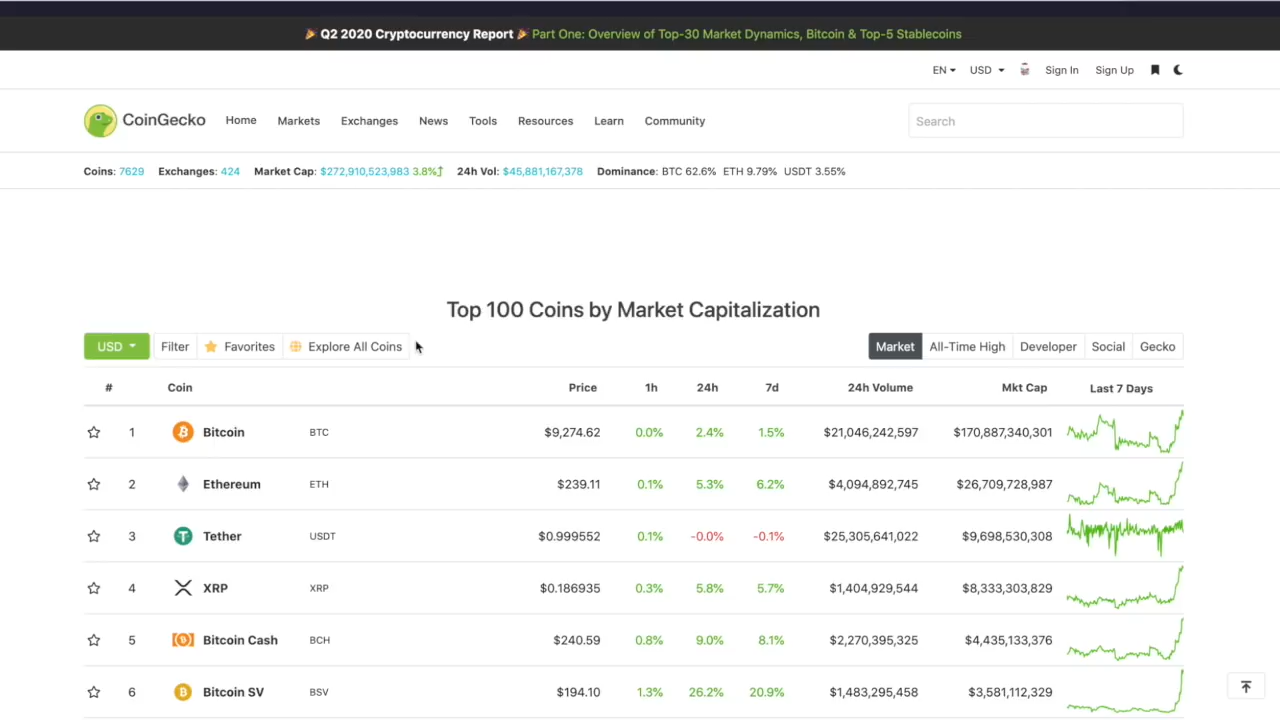 Q2 2020 Cryptocurrency Report Part One: Overview of Top-30 Market Dynamics, Bitcoin & Top-5 Stablecoins
EN USD Sign In Sign Up
CoinGecko Home Markets Exchanges News Tools Resources Learn Community Search
Coins: 7629 Exchanges: 424 Market Cap: $272,910,523,983 3.8% 24h Vol: $45,881,167,378 Dominance: BTC 62.6% ETH 9.79% USDT 3.55%
Top 100 Coins by Market Capitalization
USD Filter Favorites Explore All Coins Market All-Time High Developer Social Gecko
# Coin Price 1h 24h 7d 24h Volume Mkt Cap Last 7 Days
1 Bitcoin BTC $9,274.62 0.0% 2.4% 1.5% $21,046,242,597 $170,887,340,301
2 Ethereum ETH $239.11 0.1% 5.3% 6.2% $4,094,892,745 $26,709,728,987
3 Tether USDT $0.999552 0.1% -0.0% -0.1% $25,305,641,022 $9,698,530,308
4 XRP XRP $0.186935 0.3% 5.8% 5.7% $1,404,929,544 $8,333,303,829
5 Bitcoin Cash BCH $240.59 0.8% 9.0% 8.1% $2,270,395,325 $4,435,133,376
6 Bitcoin SV BSV $194.10 1.3% 26.2% 20.9% $1,483,295,458 $3,581,112,329